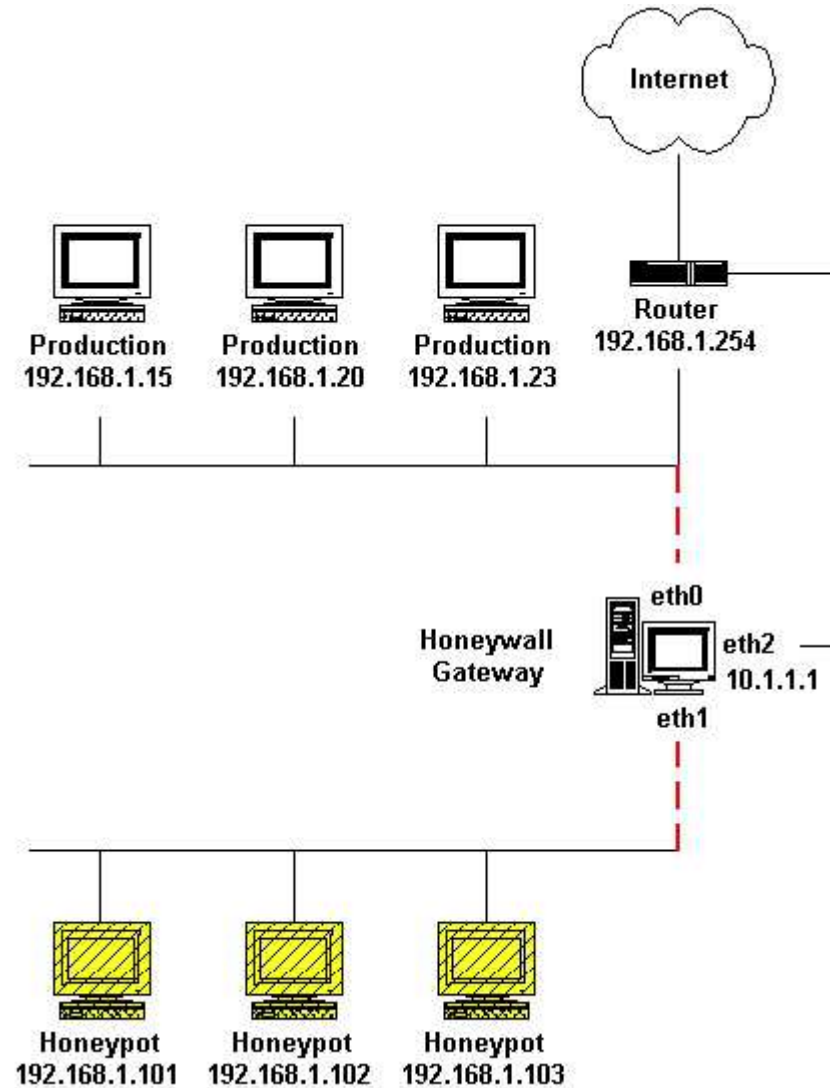 Internet
Router
192.168.1.254
Production
192.168.1.15
Production
192.168.1.20
Production
192.168.1.23
eth0
Honeywall
Gateway
eth2
10.1.1.1
eth1
Honeypot
192.168.1.101
Honeypot
192.168.1.102
Honeypot
192.168.1.103